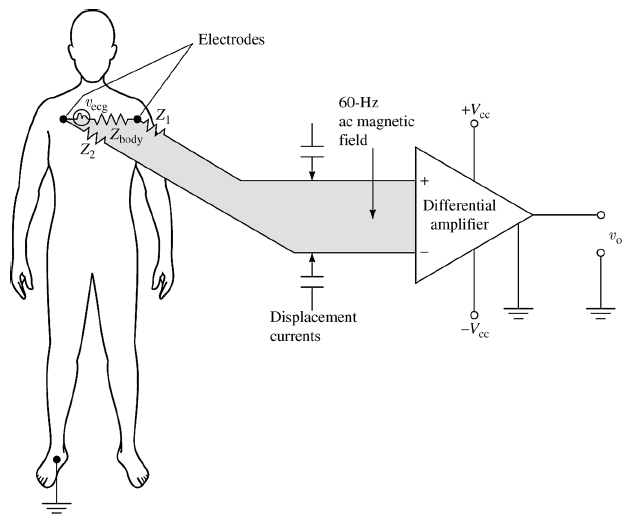 Electrodes
v_ecg
Z_1
Z_body
Z_2
60-Hz
ac magnetic
field
+V_cc
+
Differential
amplifier
−
v_o
−V_cc
Displacement
currents